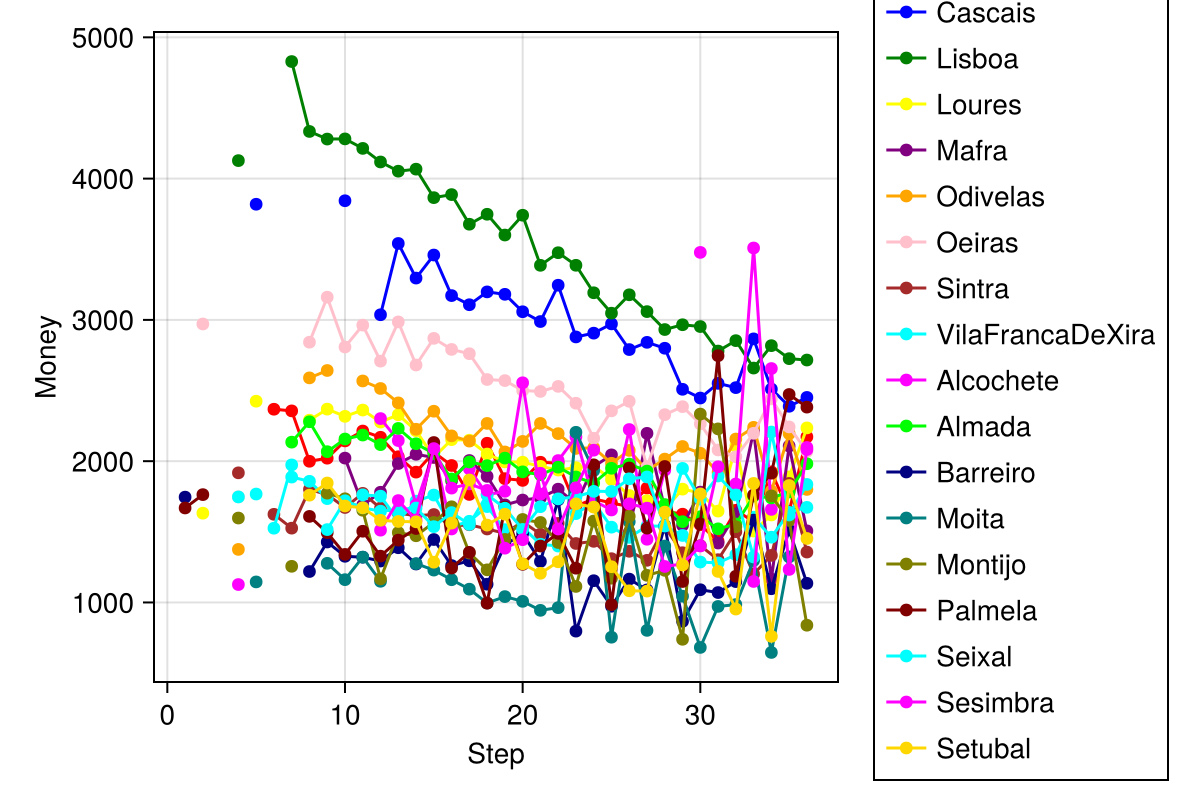 5000
4000
3000
2000
1000
Money
0
10
20
30
Step
Cascais
Lisboa
Loures
Mafra
Odivelas
Oeiras
Sintra
VilaFrancaDeXira
Alcochete
Almada
Barreiro
Moita
Montijo
Palmela
Seixal
Sesimbra
Setubal